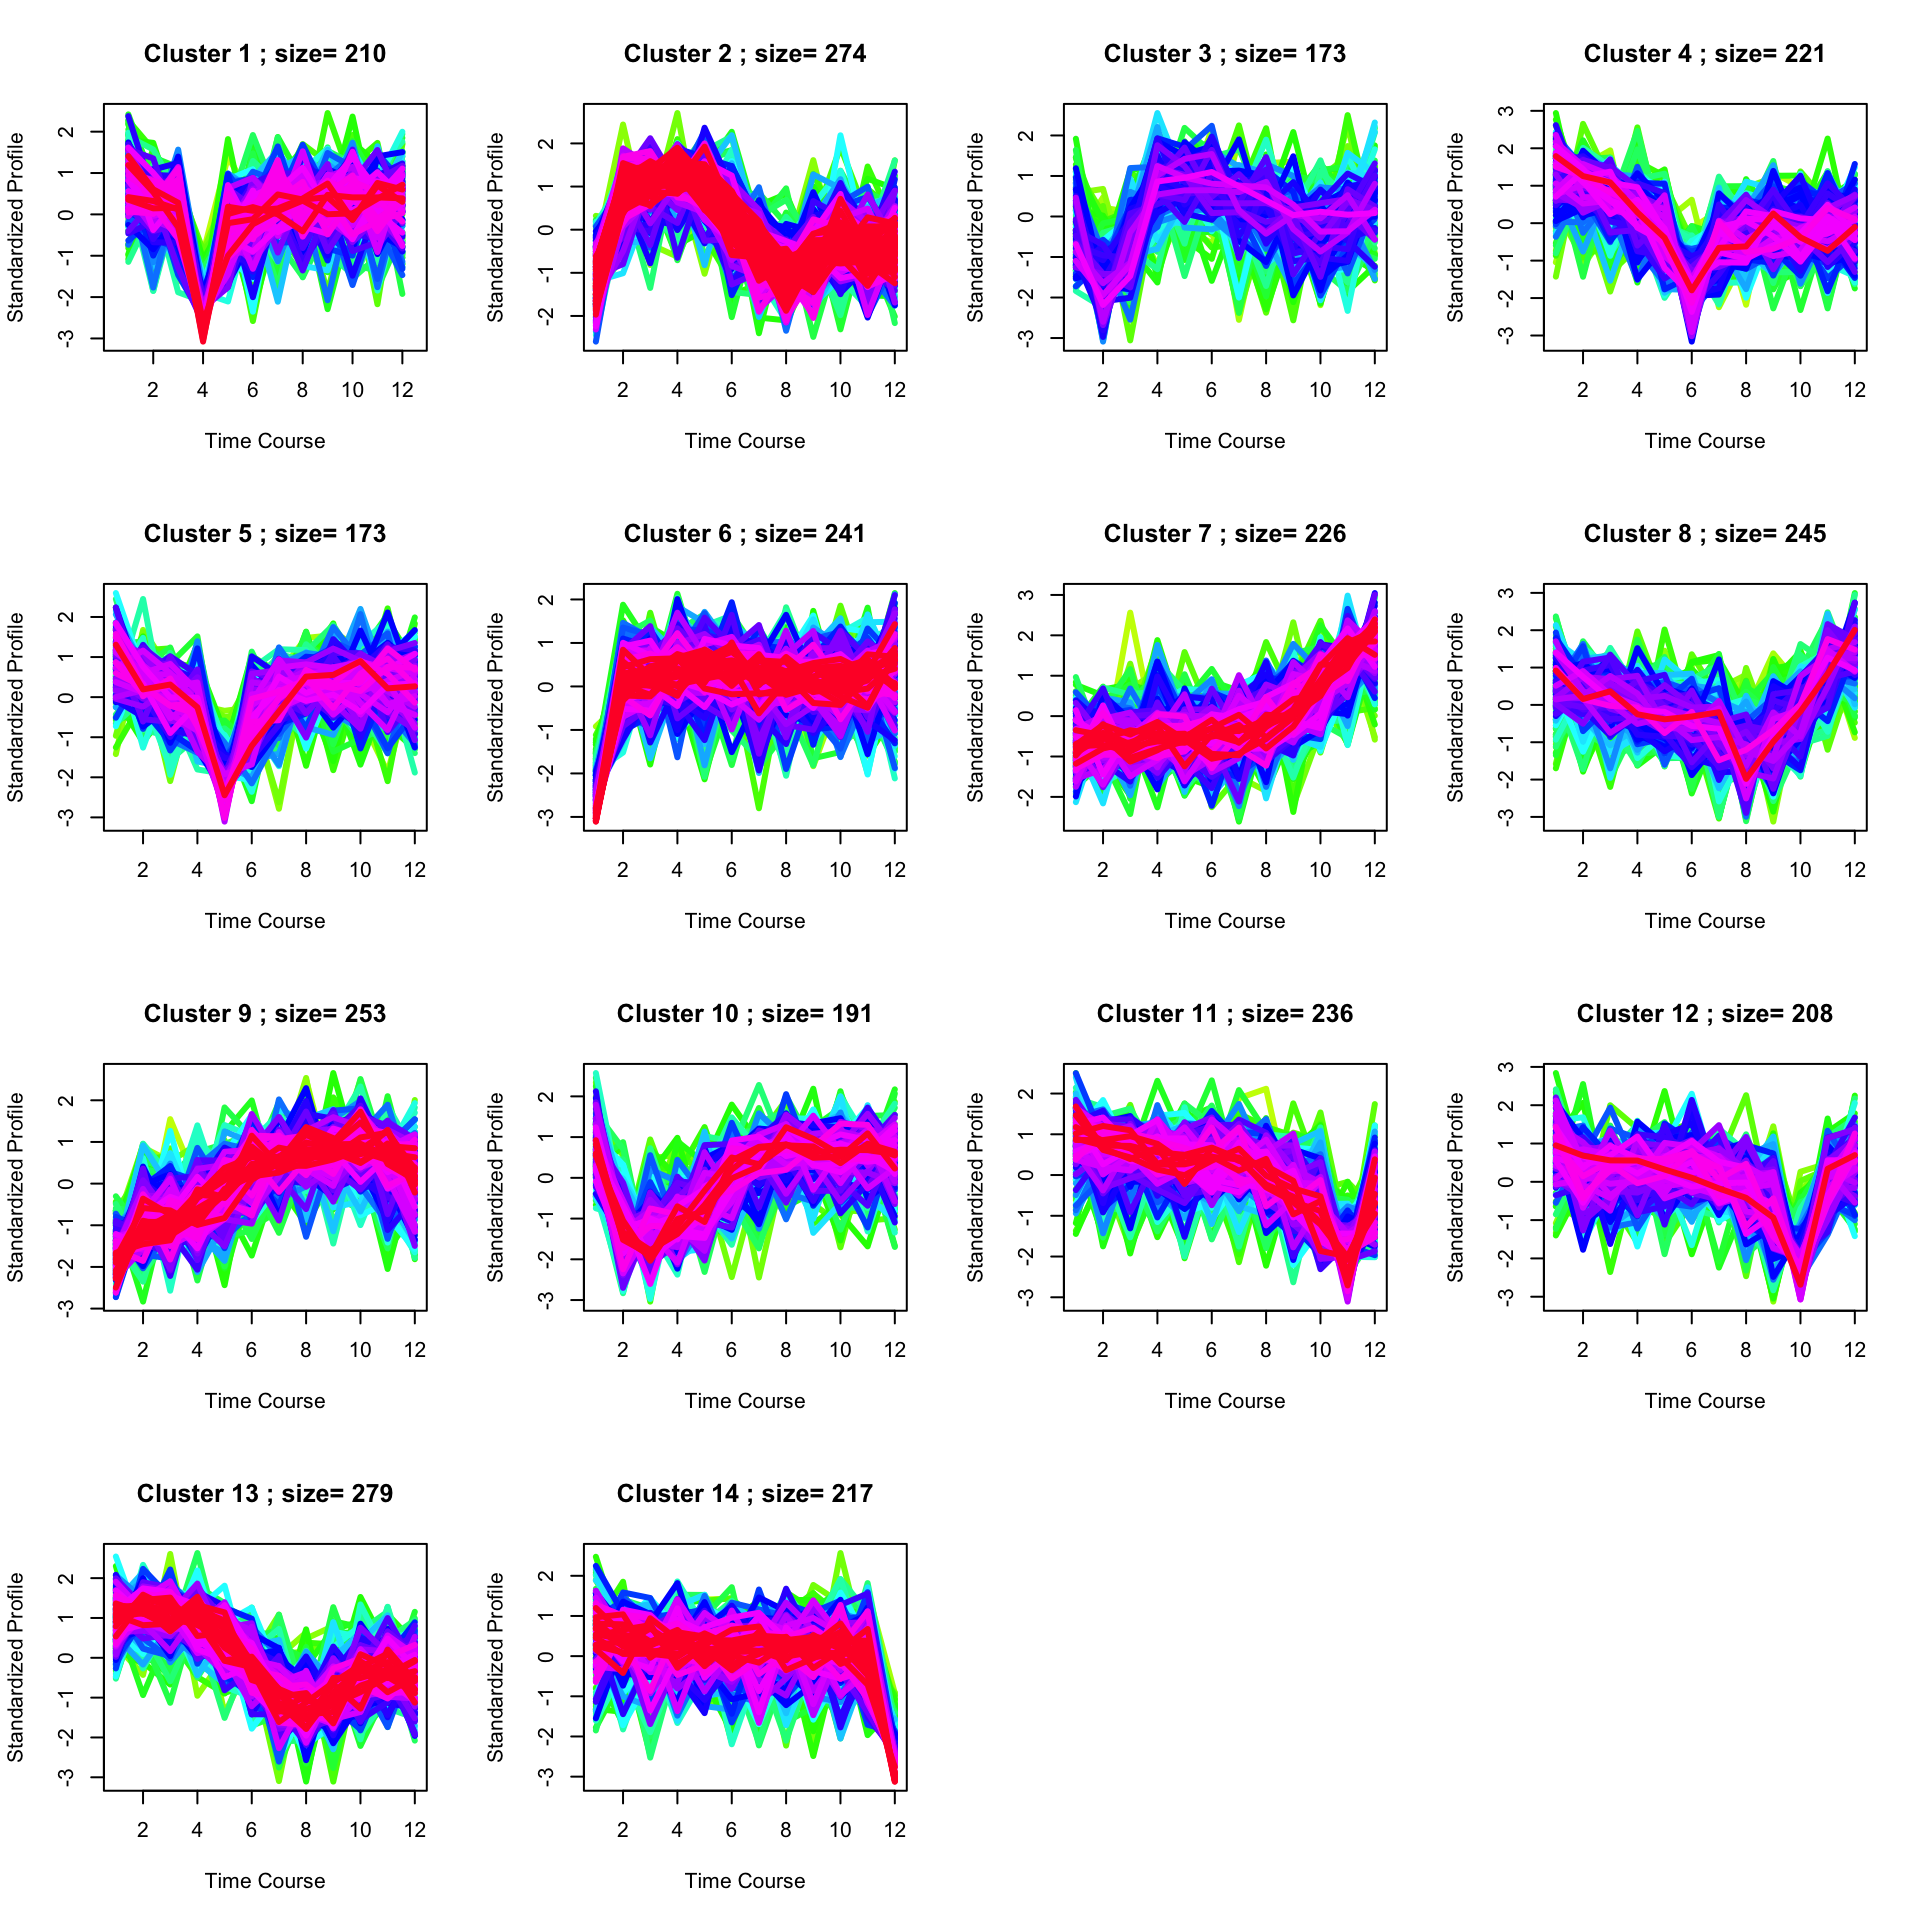 Cluster 1 ; size= 210
Standardized Profile
2
1
0
-1
-2
-3
2 4 6 8 10 12
Time Course
Cluster 2 ; size= 274
Standardized Profile
2
1
0
-1
-2
2 4 6 8 10 12
Time Course
Cluster 3 ; size= 173
Standardized Profile
2
1
0
-1
-2
-3
2 4 6 8 10 12
Time Course
Cluster 4 ; size= 221
Standardized Profile
3
2
1
0
-1
-2
-3
2 4 6 8 10 12
Time Course
Cluster 5 ; size= 173
Standardized Profile
2
1
0
-1
-2
-3
2 4 6 8 10 12
Time Course
Cluster 6 ; size= 241
Standardized Profile
2
1
0
-1
-2
-3
2 4 6 8 10 12
Time Course
Cluster 7 ; size= 226
Standardized Profile
3
2
1
0
-1
-2
2 4 6 8 10 12
Time Course
Cluster 8 ; size= 245
Standardized Profile
3
2
1
0
-1
-2
-3
2 4 6 8 10 12
Time Course
Cluster 9 ; size= 253
Standardized Profile
2
1
0
-1
-2
-3
2 4 6 8 10 12
Time Course
Cluster 10 ; size= 191
Standardized Profile
2
1
0
-1
-2
-3
2 4 6 8 10 12
Time Course
Cluster 11 ; size= 236
Standardized Profile
2
1
0
-1
-2
-3
2 4 6 8 10 12
Time Course
Cluster 12 ; size= 208
Standardized Profile
3
2
1
0
-1
-2
-3
2 4 6 8 10 12
Time Course
Cluster 13 ; size= 279
Standardized Profile
2
1
0
-1
-2
-3
2 4 6 8 10 12
Time Course
Cluster 14 ; size= 217
Standardized Profile
2
1
0
-1
-2
-3
2 4 6 8 10 12
Time Course